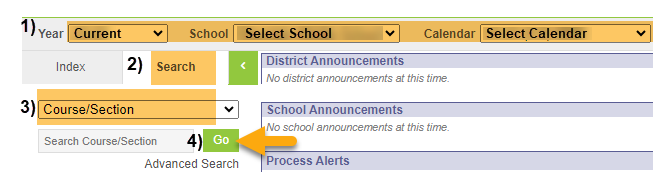 1) Year Current School Select School Calendar Select Calendar
Index 2) Search < District Announcements
No district announcements at this time.
3) Course/Section School Announcements
Search Course/Section 4) Go No school announcements at this time.
Advanced Search Process Alerts